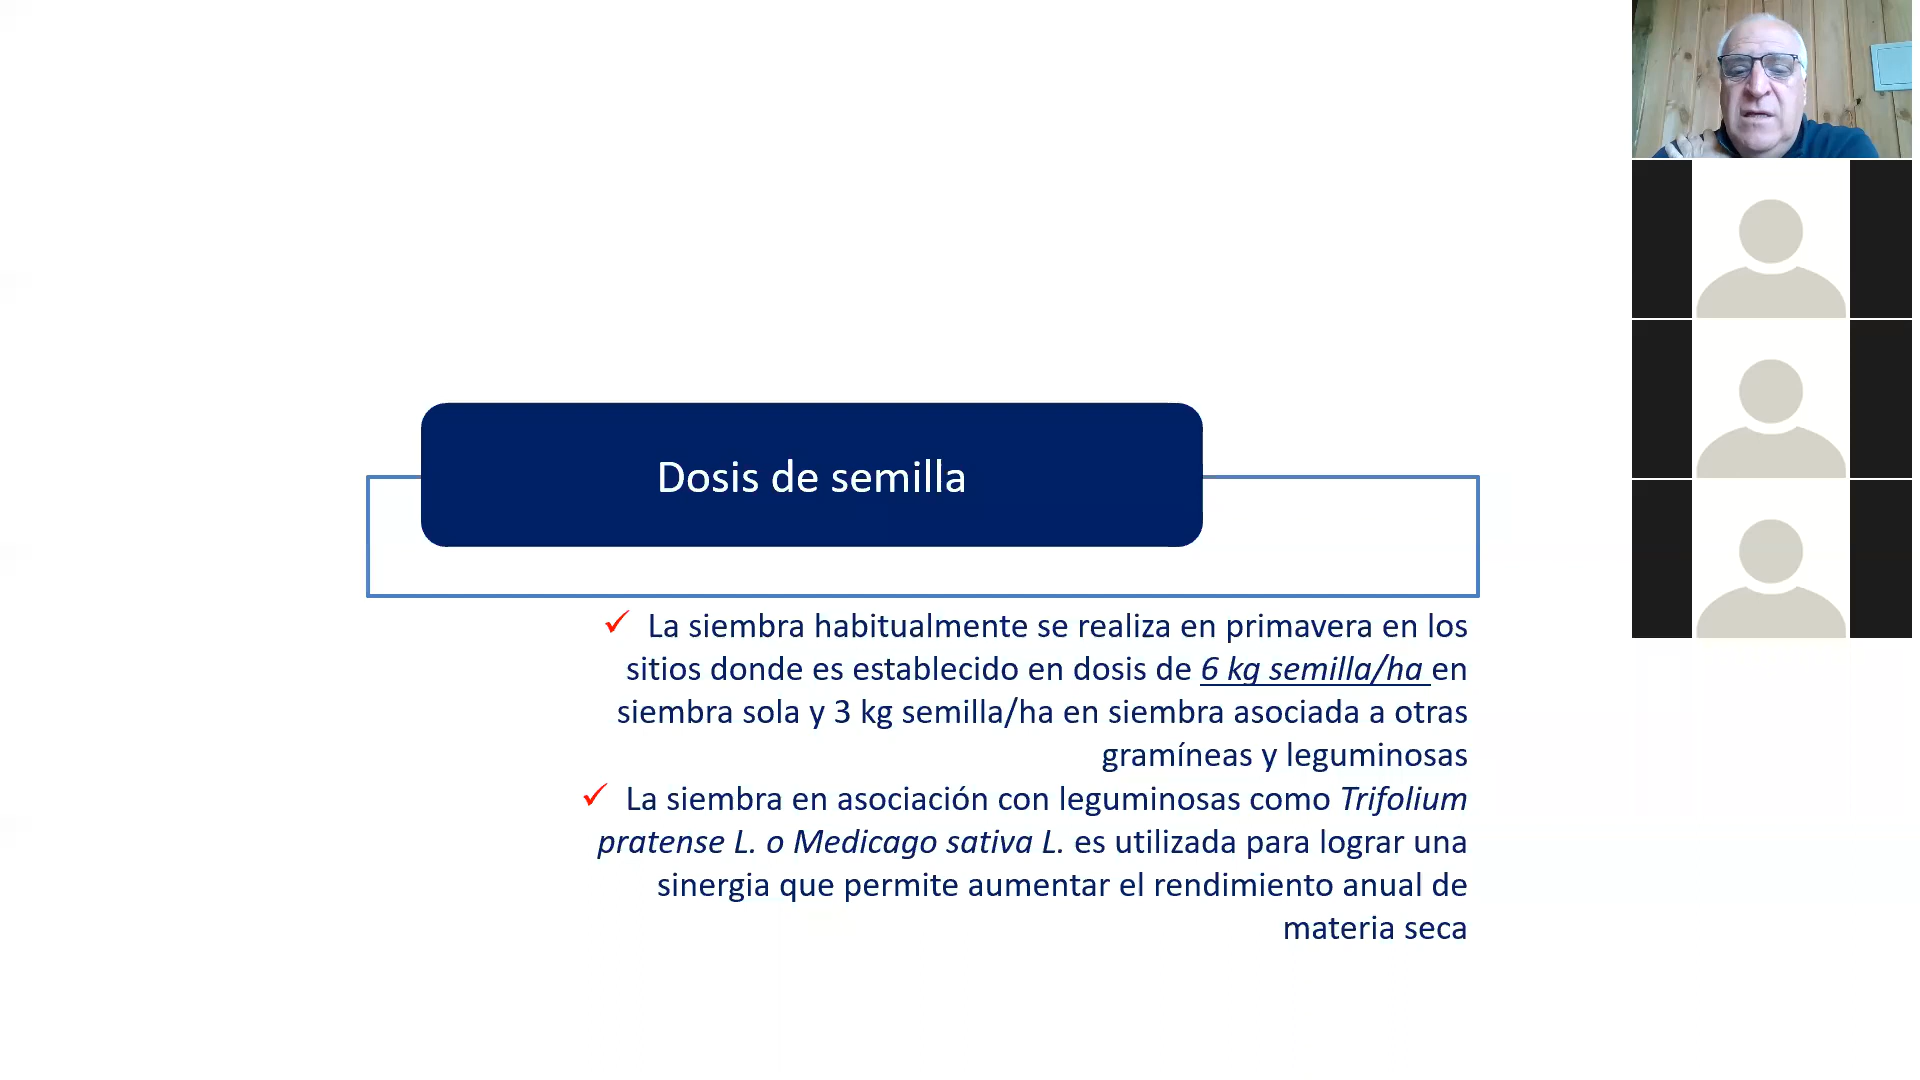 Dosis de semilla
✓ La siembra habitualmente se realiza en primavera en los
sitios donde es establecido en dosis de 6 kg semilla/ha en
siembra sola y 3 kg semilla/ha en siembra asociada a otras
gramíneas y leguminosas
✓ La siembra en asociación con leguminosas como Trifolium
pratense L. o Medicago sativa L. es utilizada para lograr una
sinergia que permite aumentar el rendimiento anual de
materia seca